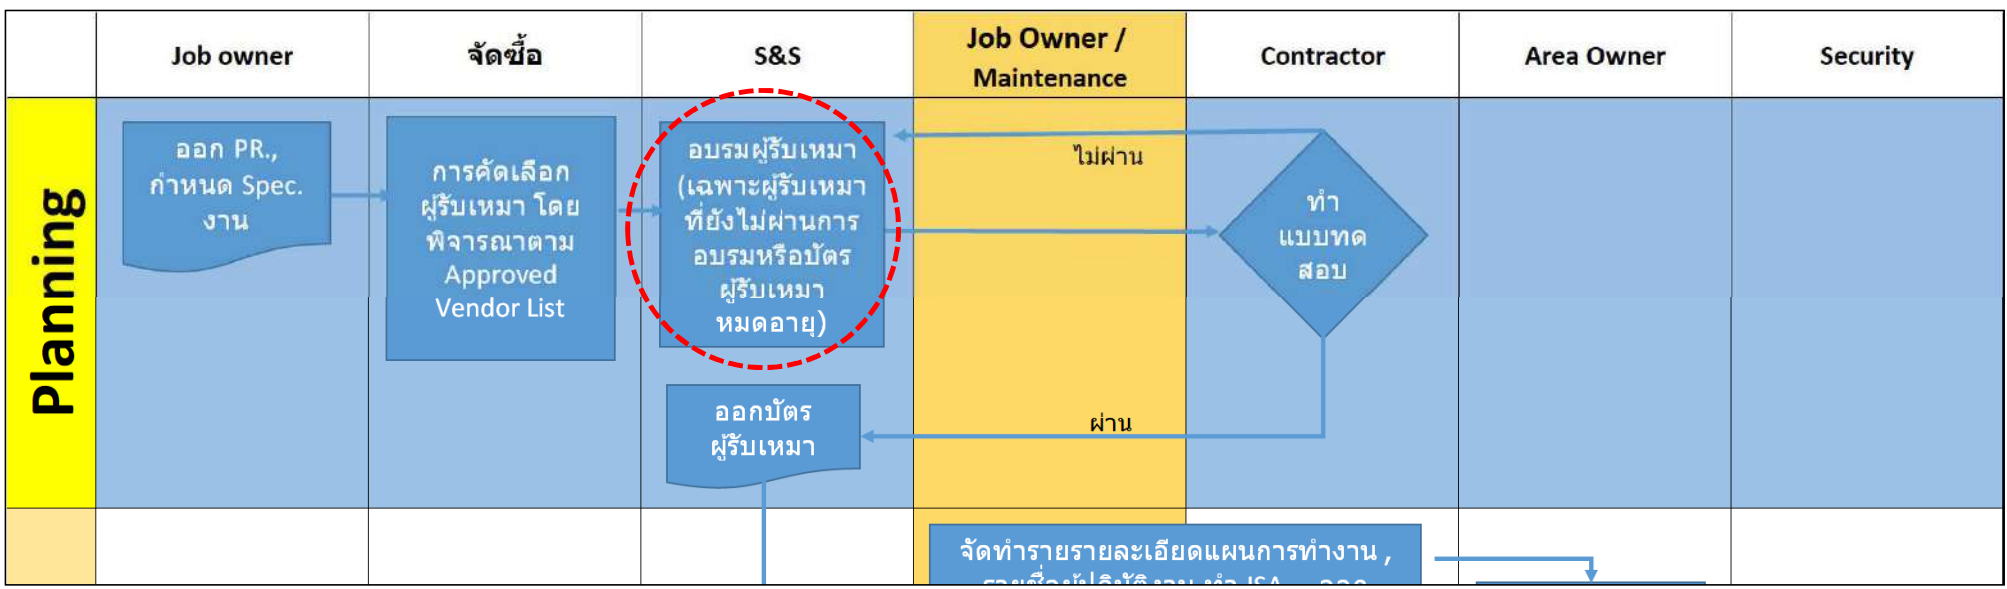 Job owner
จัดซื้อ
S&S
Job Owner /
Maintenance
Contractor
Area Owner
Security
Planning
ออก PR.,
กำหนด Spec.
งาน
การคัดเลือก
ผู้รับเหมา โดย
พิจารณาตาม
Approved
Vendor List
อบรมผู้รับเหมา
(เฉพาะผู้รับเหมา
ที่ยังไม่ผ่านการ
อบรมหรือบัตร
ผู้รับเหมา
หมดอายุ)
ไม่ผ่าน
ทำ
แบบทด
สอบ
ออกบัตร
ผู้รับเหมา
ผ่าน
จัดทำรายรายละเอียดแผนการทำงาน ,